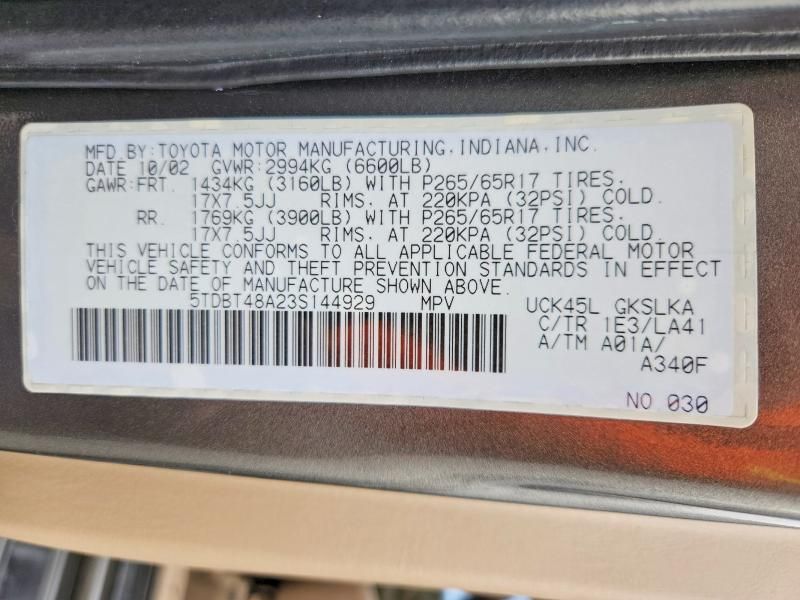 MFD.BY:TOYOTA MOTOR MANUFACTURING,INDIANA,INC.
DATE 10/02 GVWR:2994KG (6600LB)
GAWR:FRT. 1434KG (3160LB) WITH P265/65R17 TIRES.
17X7.5JJ RIMS. AT 220KPA (32PSI) COLD.
RR. 1769KG (3900LB) WITH P265/65R17 TIRES.
17X7.5JJ RIMS. AT 220KPA (32PSI) COLD.
THIS VEHICLE CONFORMS TO ALL APPLICABLE FEDERAL MOTOR
VEHICLE SAFETY AND THEFT PREVENTION STANDARDS IN EFFECT
ON THE DATE OF MANUFACTURE SHOWN ABOVE.
5TDBT48A23S144929 MPV UCK45L GKSLKA
C/TR 1E3/LA41
A/TM A01A/
A340F
NO.030